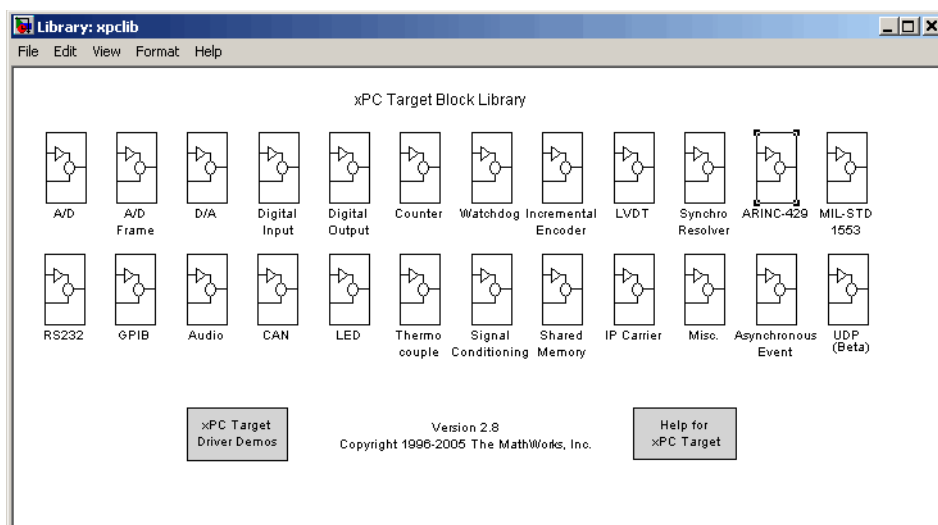 Library: xpclib
File Edit View Format Help
xPC Target Block Library
A/D
A/D
Frame
D/A
Digital
Input
Digital
Output
Counter
Watchdog
Incremental
Encoder
LVDT
Synchro
Resolver
ARINC-429
MIL-STD
1553
RS232
GPIB
Audio
CAN
LED
Thermo
couple
Signal
Conditioning
Shared
Memory
IP Carrier
Misc.
Asynchronous
Event
UDP
(Beta)
xPC Target
Driver Demos
Version 2.8
Copyright 1996-2005 The MathWorks, Inc.
Help for
xPC Target